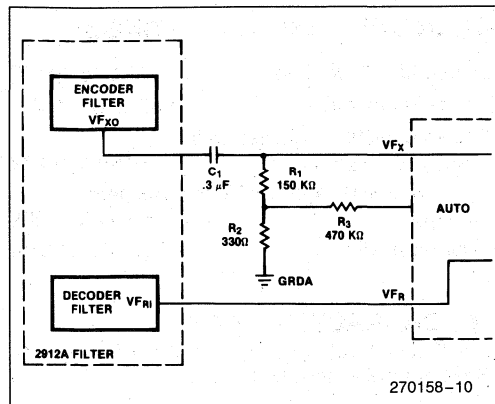 ENCODER
FILTER
VFXO
VFX
C1
.3 µF
R1
150 KΩ
R2
330Ω
R3
470 KΩ
AUTO
GRDA
DECODER
FILTER
VFRI
VFR
2912A FILTER
270158–10